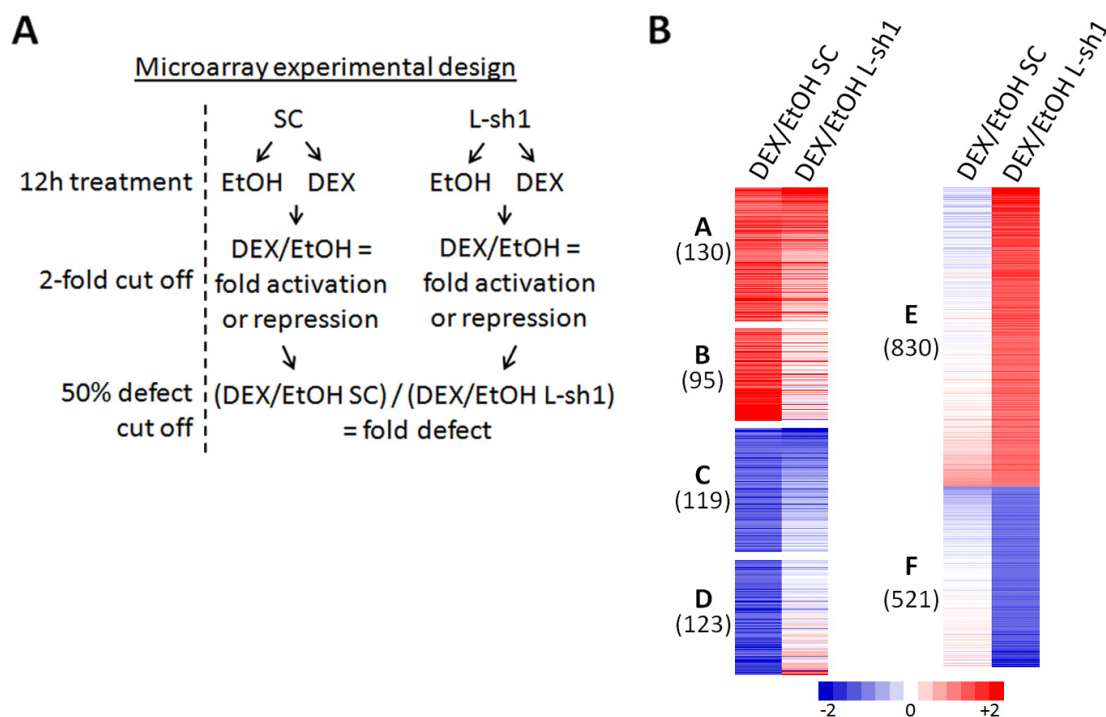 A
Microarray experimental design
SC
L-sh1
12h treatment
EtOH DEX
EtOH DEX
2-fold cut off
DEX/EtOH =
fold activation
or repression
DEX/EtOH =
fold activation
or repression
50% defect
cut off
(DEX/EtOH SC) / (DEX/EtOH L-sh1)
= fold defect
B
DEX/EtOH SC
DEX/EtOH L-sh1
A
(130)
B
(95)
C
(119)
D
(123)
DEX/EtOH SC
DEX/EtOH L-sh1
E
(830)
F
(521)
-2 0 +2